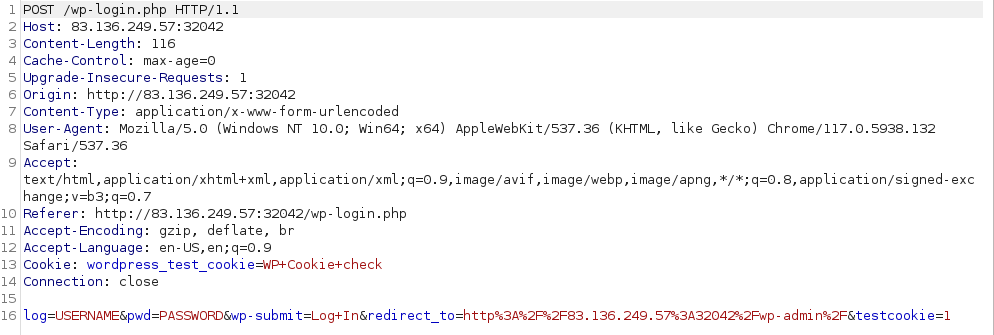 1 POST /wp-login.php HTTP/1.1
2 Host: 83.136.249.57:32042
3 Content-Length: 116
4 Cache-Control: max-age=0
5 Upgrade-Insecure-Requests: 1
6 Origin: http://83.136.249.57:32042
7 Content-Type: application/x-www-form-urlencoded
8 User-Agent: Mozilla/5.0 (Windows NT 10.0; Win64; x64) AppleWebKit/537.36 (KHTML, like Gecko) Chrome/117.0.5938.132
Safari/537.36
9 Accept:
text/html,application/xhtml+xml,application/xml;q=0.9,image/avif,image/webp,image/apng,*/*;q=0.8,application/signed-exc
hange;v=b3;q=0.7
10 Referer: http://83.136.249.57:32042/wp-login.php
11 Accept-Encoding: gzip, deflate, br
12 Accept-Language: en-US,en;q=0.9
13 Cookie: wordpress_test_cookie=WP+Cookie+check
14 Connection: close
15
16 log=USERNAME&pwd=PASSWORD&wp-submit=Log+In&redirect_to=http%3A%2F%2F83.136.249.57%3A32042%2Fwp-admin%2F&testcookie=1